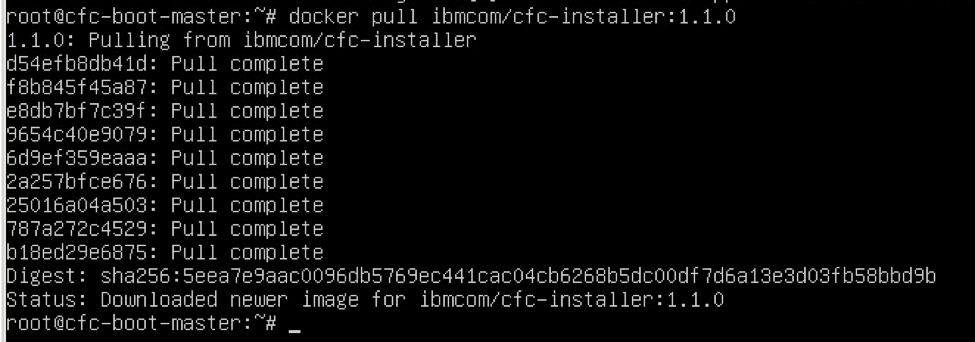 root@cfc-boot-master:~# docker pull ibmcom/cfc-installer:1.1.0
1.1.0: Pulling from ibmcom/cfc-installer
d54efb8db41d: Pull complete
f8b845f45a87: Pull complete
e8db7bf7c39f: Pull complete
9654c40e9079: Pull complete
6d9ef359eaaa: Pull complete
2a257bfce676: Pull complete
25016a04a503: Pull complete
787a272c4529: Pull complete
b18ed29e6875: Pull complete
Digest: sha256:5eea7e9aac0096db5769ec441cac04cb6268b5dc00df7d6a13e3d03fb58bbd9b
Status: Downloaded newer image for ibmcom/cfc-installer:1.1.0
root@cfc-boot-master:~# _